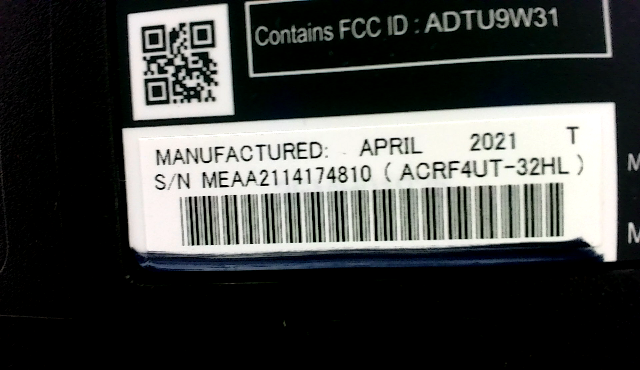 Contains FCC ID : ADTU9W31
MANUFACTURED: APRIL 2021 T
S/N MEAA2114174810 ( ACRF4UT-32HL )
M
M